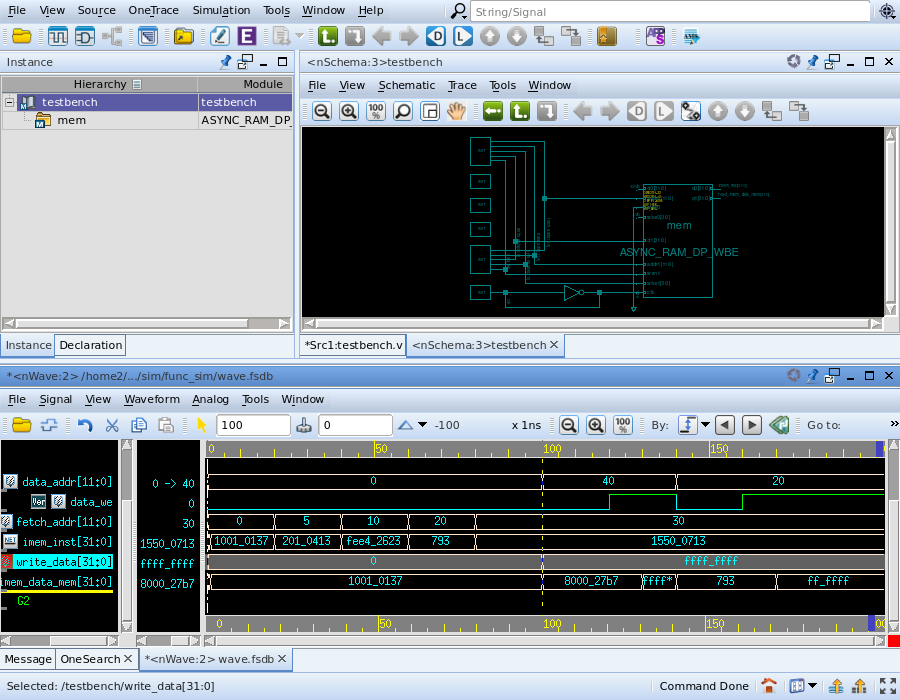 File View Source OneTrace Simulation Tools Window Help String/Signal
Instance
Hierarchy Module
testbench testbench
mem ASYNC_RAM_DP_
Instance Declaration
<nSchema:3>testbench
File View Schematic Trace Tools Window
100 %
mem
ASYNC_RAM_DP_WBE
*Src1:testbench.v <nSchema:3>testbench
*<nWave:2> /home2/.../sim/func_sim/wave.fsdb
File Signal View Waveform Analog Tools Window
100 0 -100 x 1ns 100 % By: Go to: »
0 50 100 150
data_addr[11:0] 0 -> 40 0 40 20
Ver data_we 0
fetch_addr[11:0] 30 0 5 10 20 30
imem_inst[31:0] 1550_0713 1001_0137 201_0413 fee4_2623 793 1550_0713
write_data[31:0] ffff_ffff 0 ffff_ffff
mem_data_mem[31:0] 8000_27b7 1001_0137 8000_27b7 ffff* 793 ff_ffff
G2
0 50 100 150
Message OneSearch *<nWave:2> wave.fsdb
Selected: /testbench/write_data[31:0] Command Done